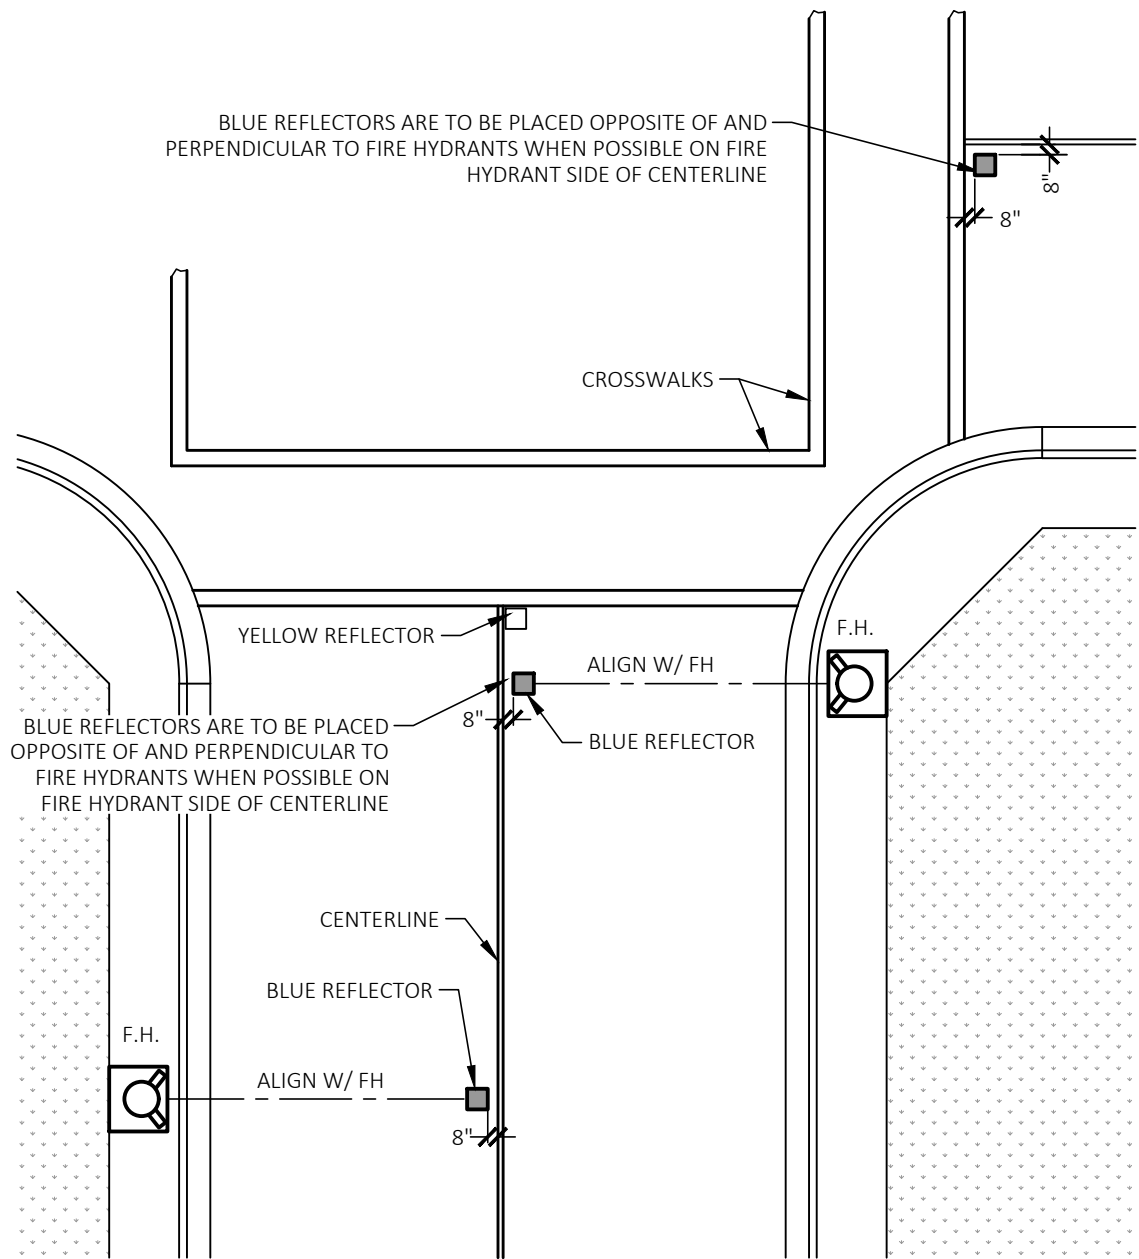 BLUE REFLECTORS ARE TO BE PLACED OPPOSITE OF AND
PERPENDICULAR TO FIRE HYDRANTS WHEN POSSIBLE ON FIRE
HYDRANT SIDE OF CENTERLINE
8"
8"
CROSSWALKS
YELLOW REFLECTOR
F.H.
ALIGN W/ FH
8"
BLUE REFLECTOR
BLUE REFLECTORS ARE TO BE PLACED
OPPOSITE OF AND PERPENDICULAR TO
FIRE HYDRANTS WHEN POSSIBLE ON
FIRE HYDRANT SIDE OF CENTERLINE
CENTERLINE
BLUE REFLECTOR
F.H.
ALIGN W/ FH
8"